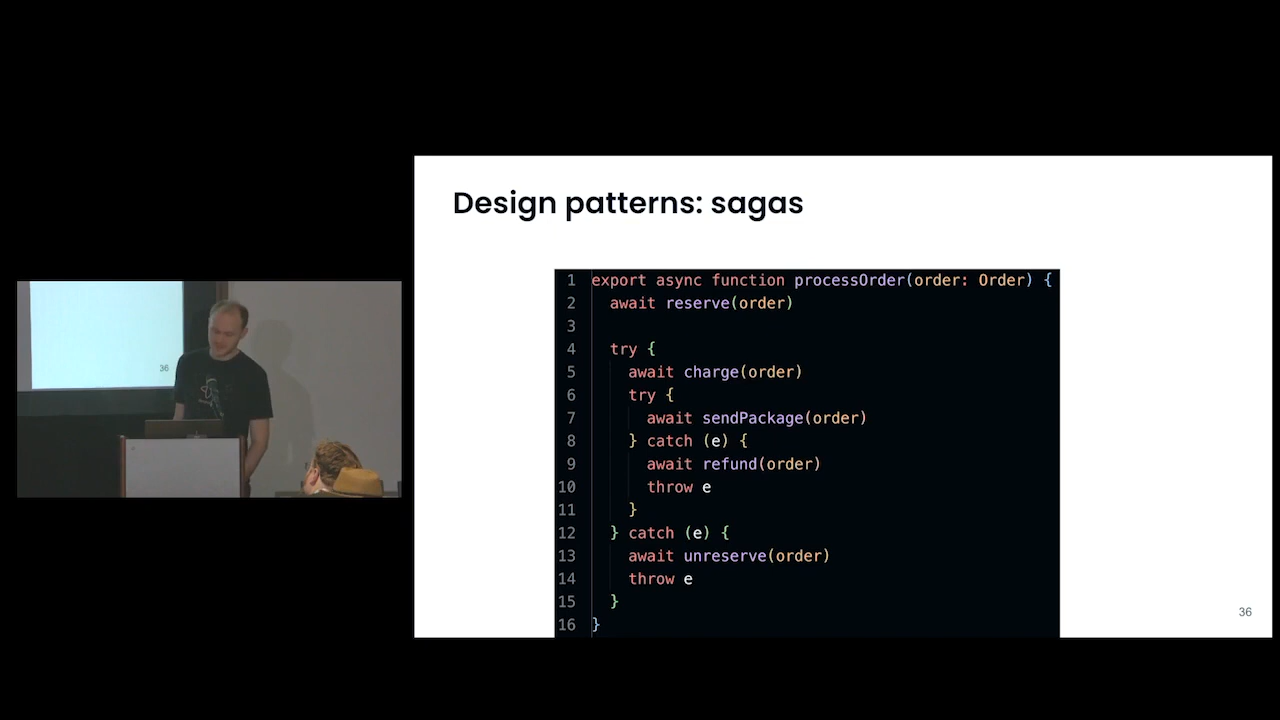 Design patterns: sagas
1 export async function processOrder(order: Order) {
2   await reserve(order)
3
4   try {
5     await charge(order)
6     try {
7       await sendPackage(order)
8     } catch (e) {
9       await refund(order)
10       throw e
11     }
12   } catch (e) {
13     await unreserve(order)
14     throw e
15   }
16 }
36
36